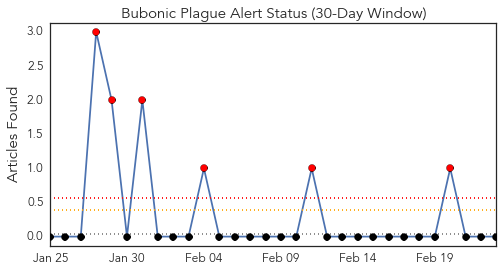 Bubonic Plague Alert Status (30-Day Window)
Articles Found
3.0
2.5
2.0
1.5
1.0
0.5
0.0
Jan 25 Jan 30 Feb 04 Feb 09 Feb 14 Feb 19